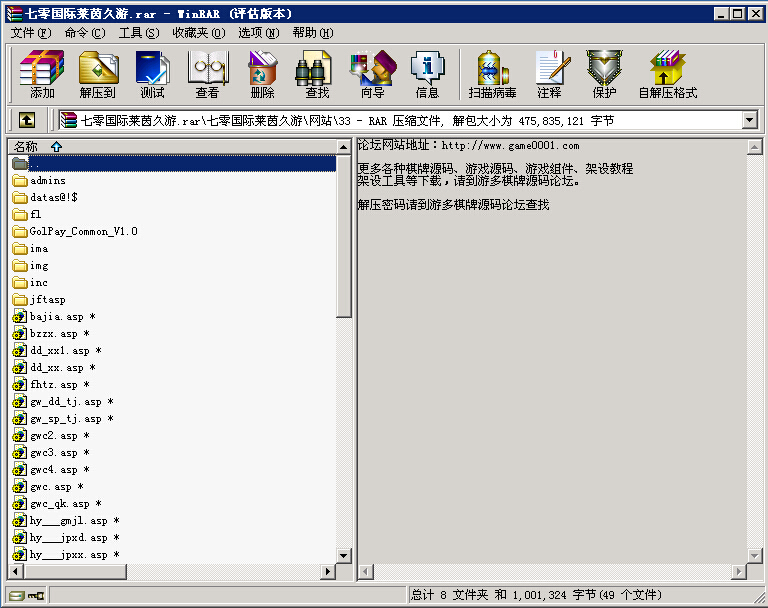 七零国际莱茵久游.rar - WinRAR (评估版本)
文件(F) 命令(C) 工具(S) 收藏夹(O) 选项(N) 帮助(H)
添加 解压到 测试 查看 删除 查找 向导 信息 扫描病毒 注释 保护 自解压格式
七零国际莱茵久游.rar\七零国际莱茵久游\网站\33 - RAR 压缩文件, 解包大小为 475,835,121 字节
名称
..
admins
datas@!$
fl
GolPay_Common_V1.0
ima
img
inc
jftasp
bajia.asp *
bzzx.asp *
dd_xx1.asp *
dd_xx.asp *
fhtz.asp *
gw_dd_tj.asp *
gw_sp_tj.asp *
gwc2.asp *
gwc3.asp *
gwc4.asp *
gwc.asp *
gwc_qk.asp *
hy___gmjl.asp *
hy___jpxd.asp *
hy___jpxx.asp *
论坛网站地址：http://www.game0001.com
更多各种棋牌源码、游戏源码、游戏组件、架设教程
架设工具等下载，请到游多棋牌源码论坛。
解压密码请到游多棋牌源码论坛查找
总计 8 文件夹 和 1,001,324 字节(49 个文件)